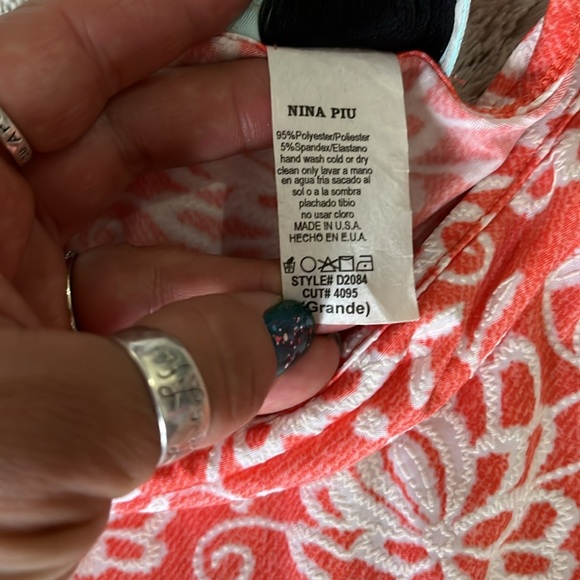 NINA PIU
95%Polyester/Poliester
5%Spandex/Elastano
hand wash cold or dry
clean only lavar a mano
en agua fria sacado al
sol o a la sombra
plachado tibio
no usar cloro
MADE IN U.S.A.
HECHO EN E.U.A.
STYLE# D2084
CUT# 4095
Grande)